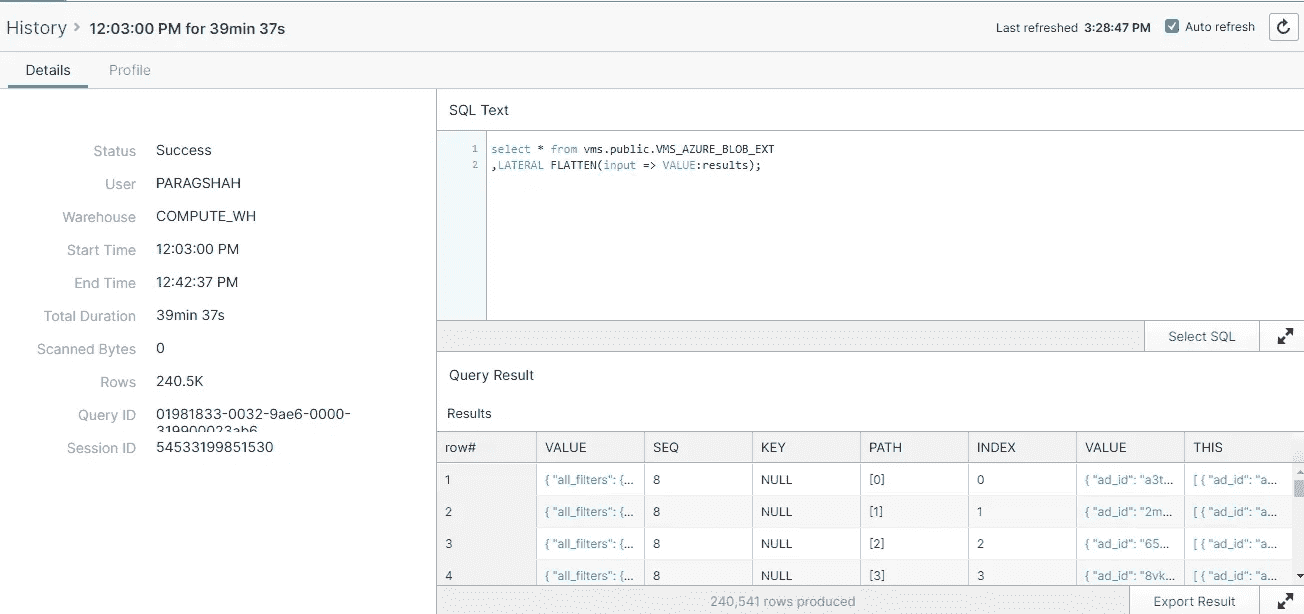 History > 12:03:00 PM for 39min 37s
Last refreshed 3:28:47 PM Auto refresh
Details Profile
Status Success
User PARAGSHAH
Warehouse COMPUTE_WH
Start Time 12:03:00 PM
End Time 12:42:37 PM
Total Duration 39min 37s
Scanned Bytes 0
Rows 240.5K
Query ID 01981833-0032-9ae6-0000-
319900023ab6
Session ID 54533199851530
SQL Text
1 select * from vms.public.VMS_AZURE_BLOB_EXT
2 ,LATERAL FLATTEN(input => VALUE:results);
Select SQL
Query Result
Results
row# VALUE SEQ KEY PATH INDEX VALUE THIS
1 { "all_filters": {... 8 NULL [0] 0 { "ad_id": "a3t... [ { "ad_id": "a...
2 { "all_filters": {... 8 NULL [1] 1 { "ad_id": "2m... [ { "ad_id": "a...
3 { "all_filters": {... 8 NULL [2] 2 { "ad_id": "65... [ { "ad_id": "a...
4 { "all_filters": {... 8 NULL [3] 3 { "ad_id": "8vk... [ { "ad_id": "a...
240,541 rows produced
Export Result